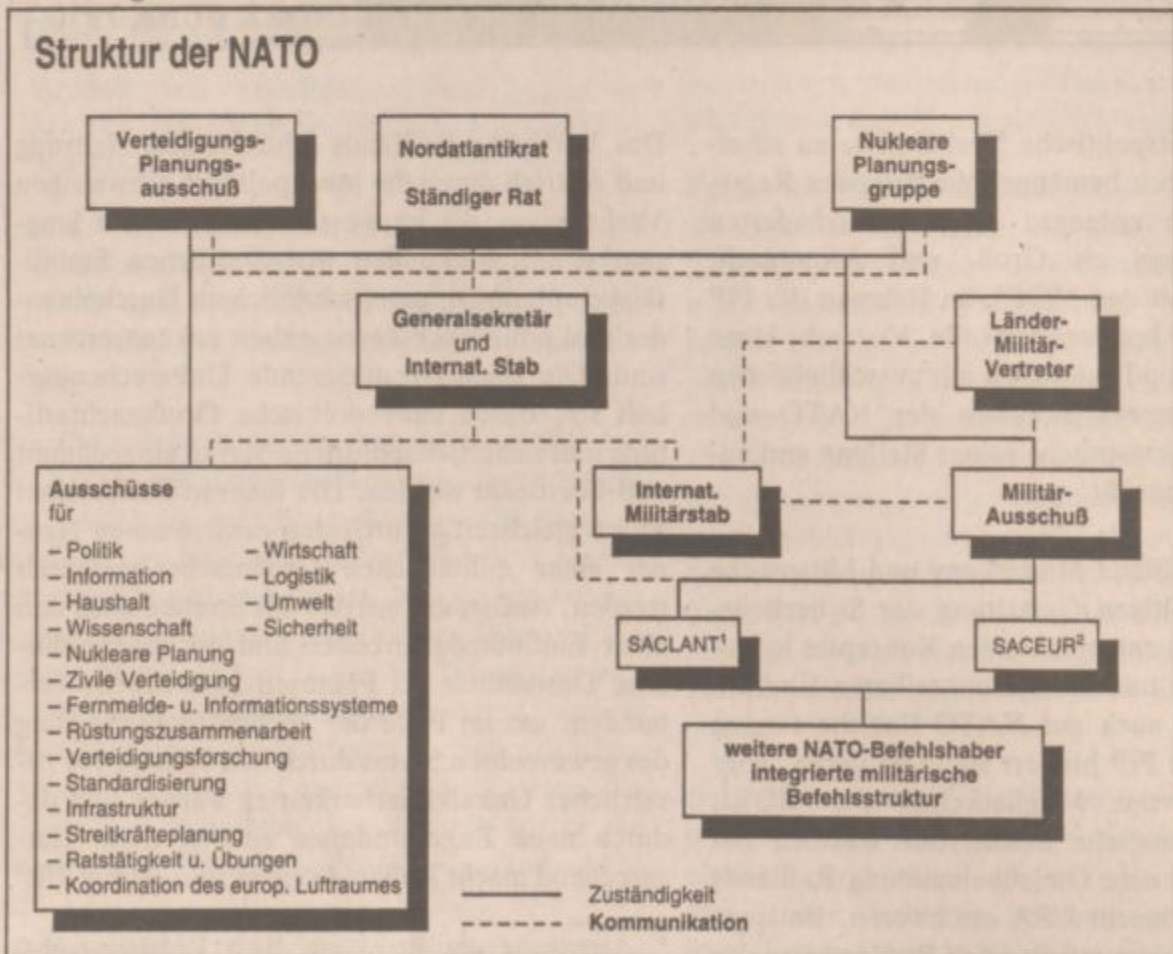 Struktur der NATO
Verteidigungs-
Planungs-
ausschuß
Nordatlantikrat
Ständiger Rat
Nukleare
Planungs-
gruppe
Generalsekretär
und
Internat. Stab
Länder-
Militär-
Vertreter
Ausschüsse
für
– Politik
– Information
– Haushalt
– Wissenschaft
– Nukleare Planung
– Zivile Verteidigung
– Fernmelde- u. Informationssysteme
– Rüstungszusammenarbeit
– Verteidigungsforschung
– Standardisierung
– Infrastruktur
– Streitkräfteplanung
– Ratstätigkeit u. Übungen
– Koordination des europ. Luftraumes
– Wirtschaft
– Logistik
– Umwelt
– Sicherheit
Internat.
Militärstab
Militär-
Ausschuß
SACLANT¹
SACEUR²
weitere NATO-Befehlshaber
integrierte militärische
Befehlsstruktur
Zuständigkeit
Kommunikation